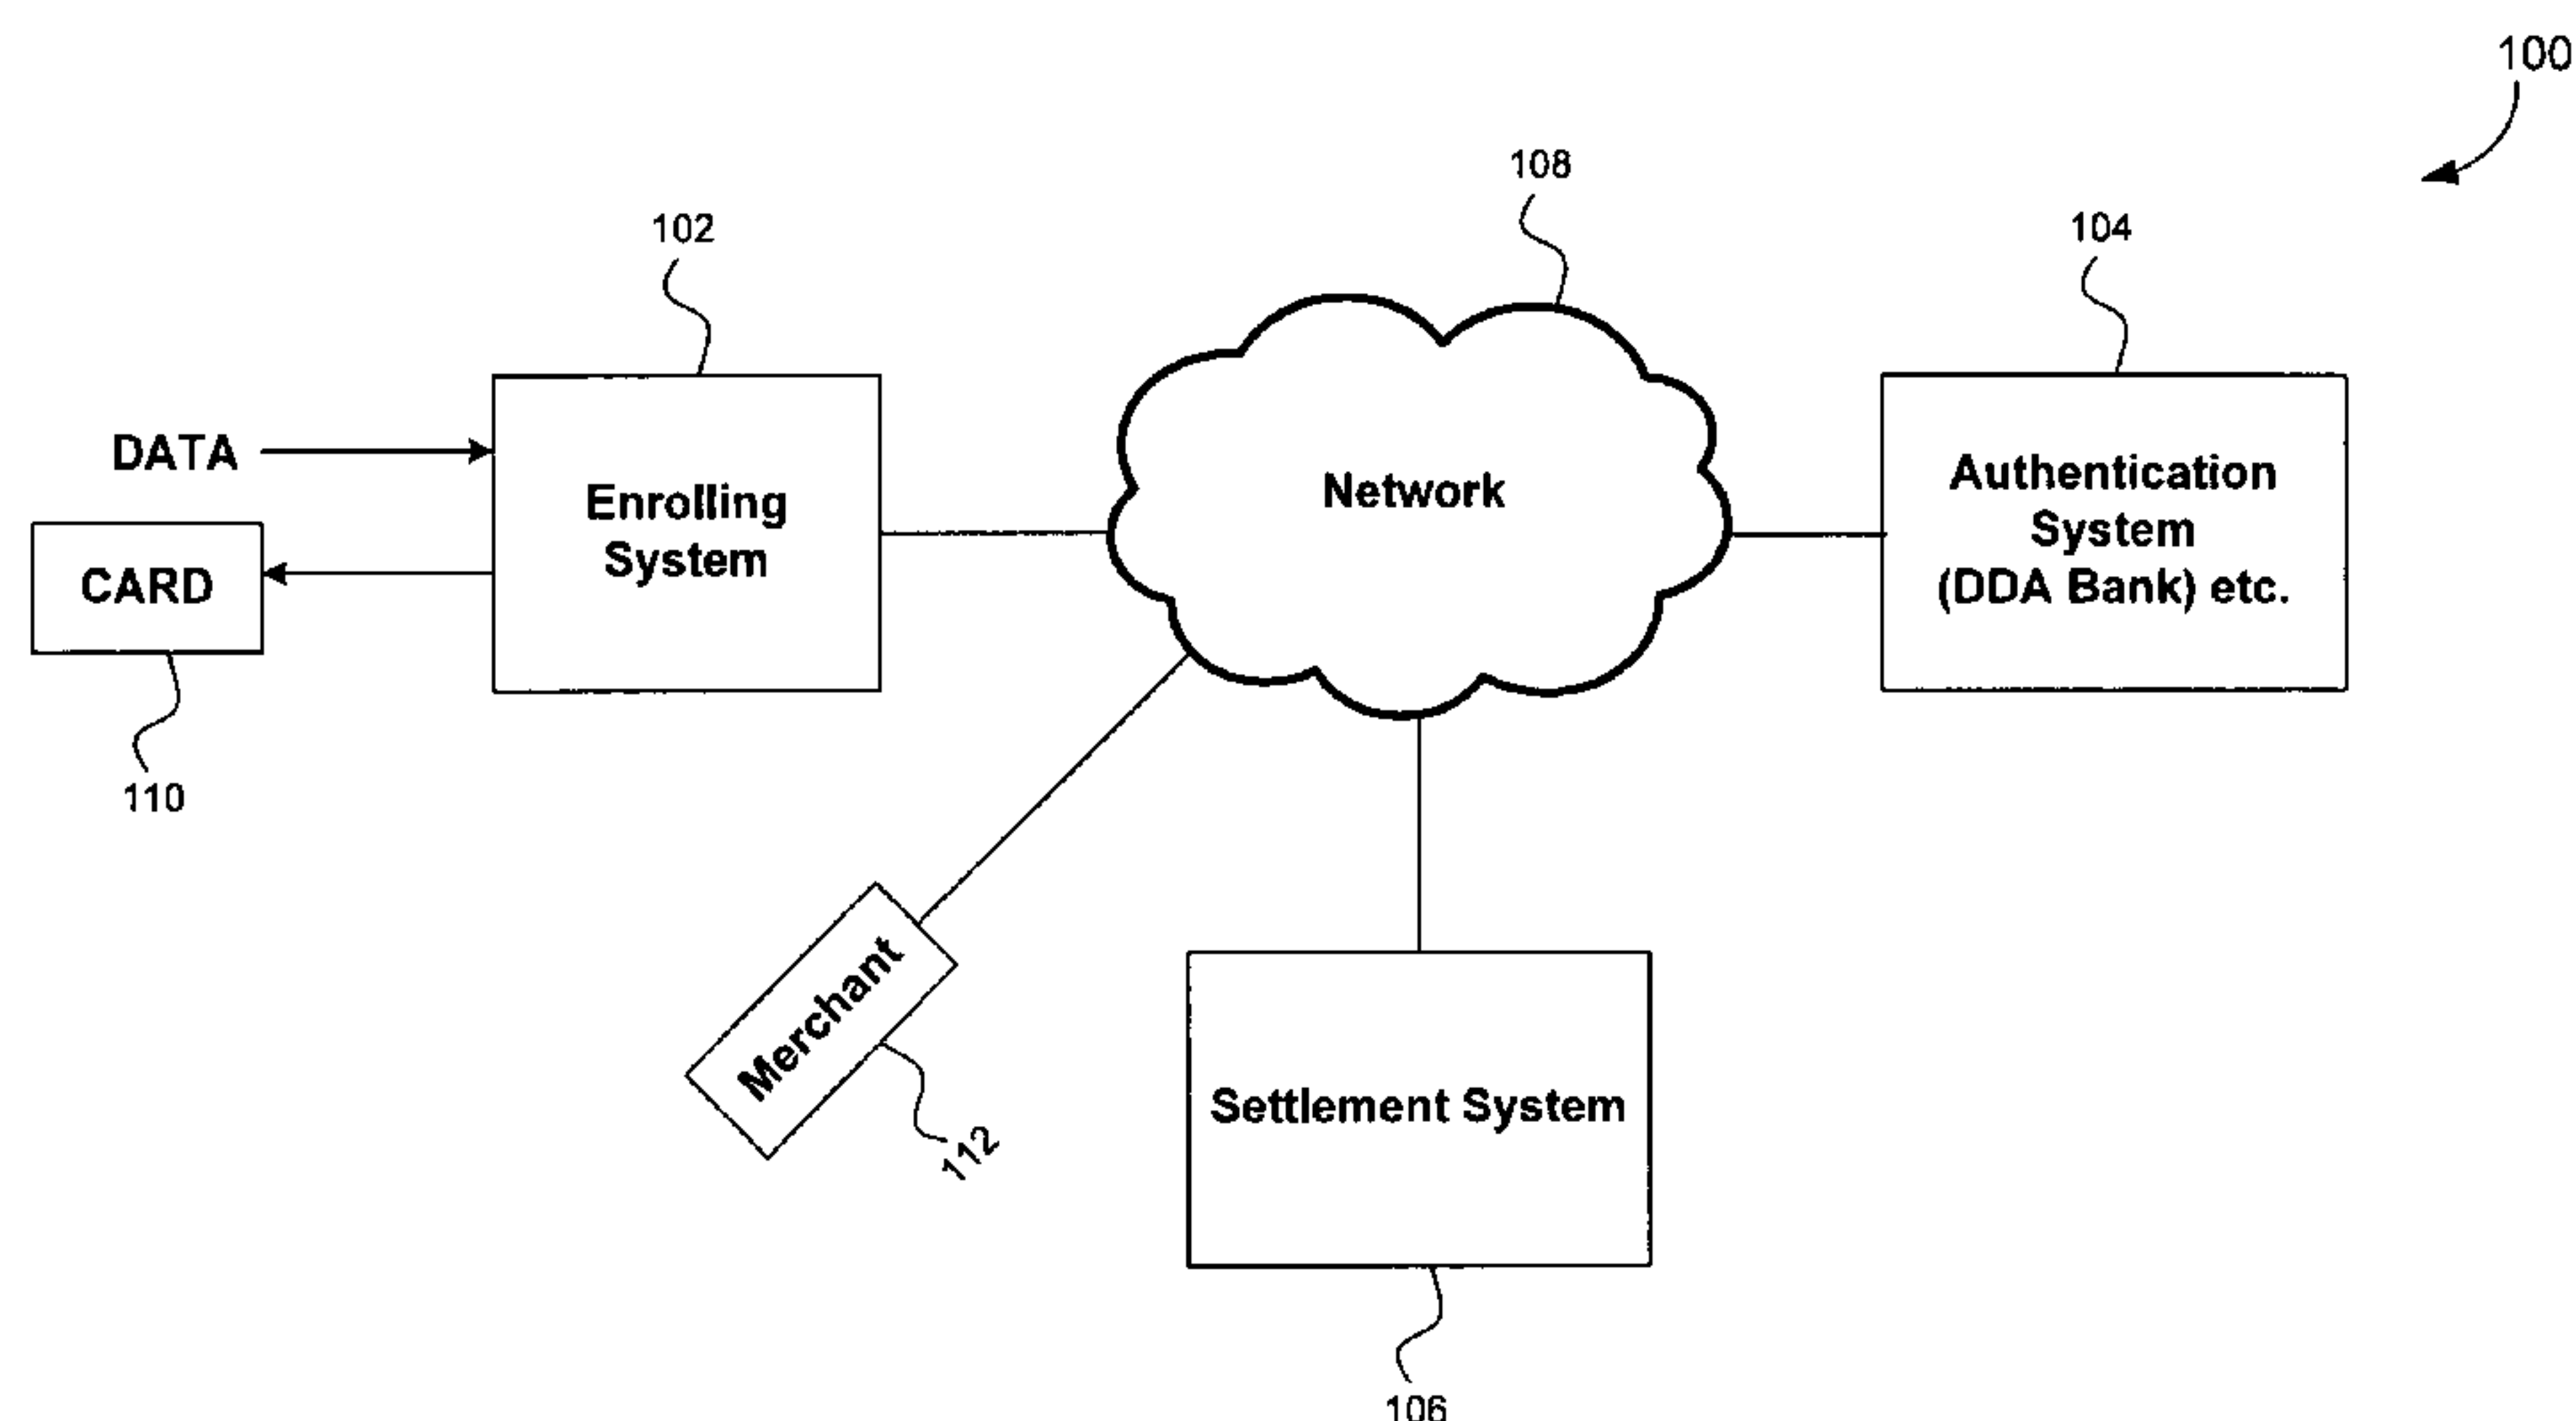 100
108
102
104
DATA
Enrolling
System
Network
Authentication
System
(DDA Bank) etc.
CARD
110
Merchant
112
Settlement System
106